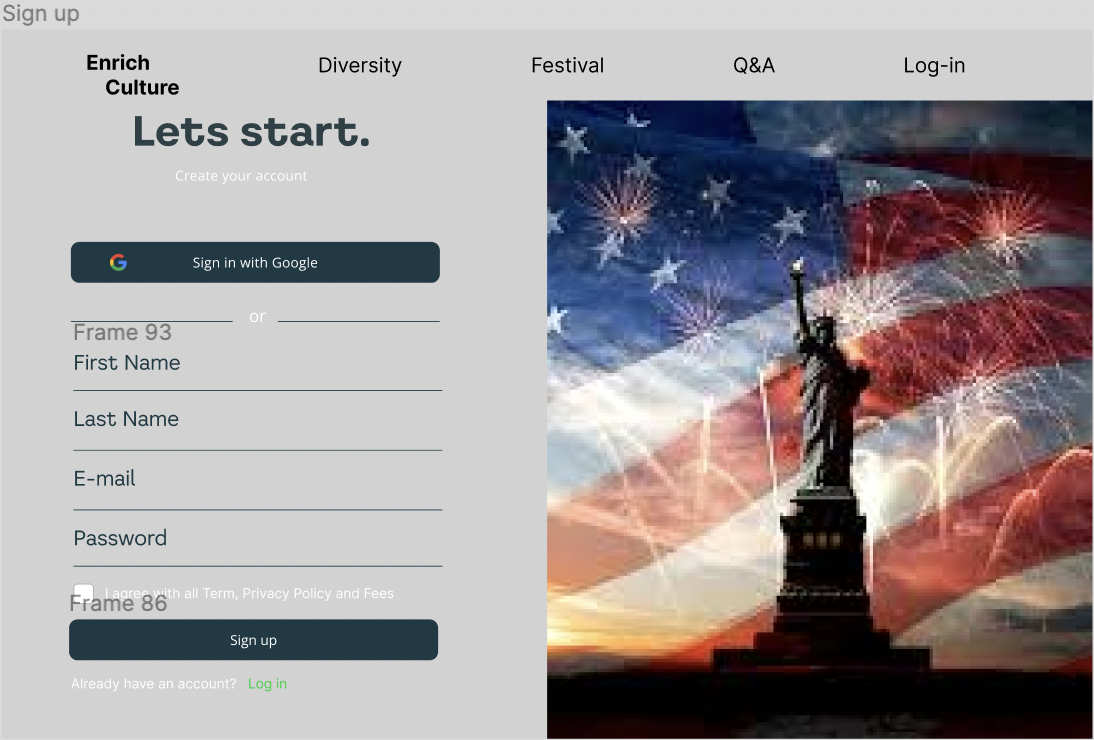 Sign up
Enrich
Culture
Diversity
Festival
Q&A
Log-in
Lets start.
Create your account
Sign in with Google
or
Frame 93
First Name
Last Name
E-mail
Password
I agree with all Term, Privacy Policy and Fees
Frame 86
Sign up
Already have an account? Log in